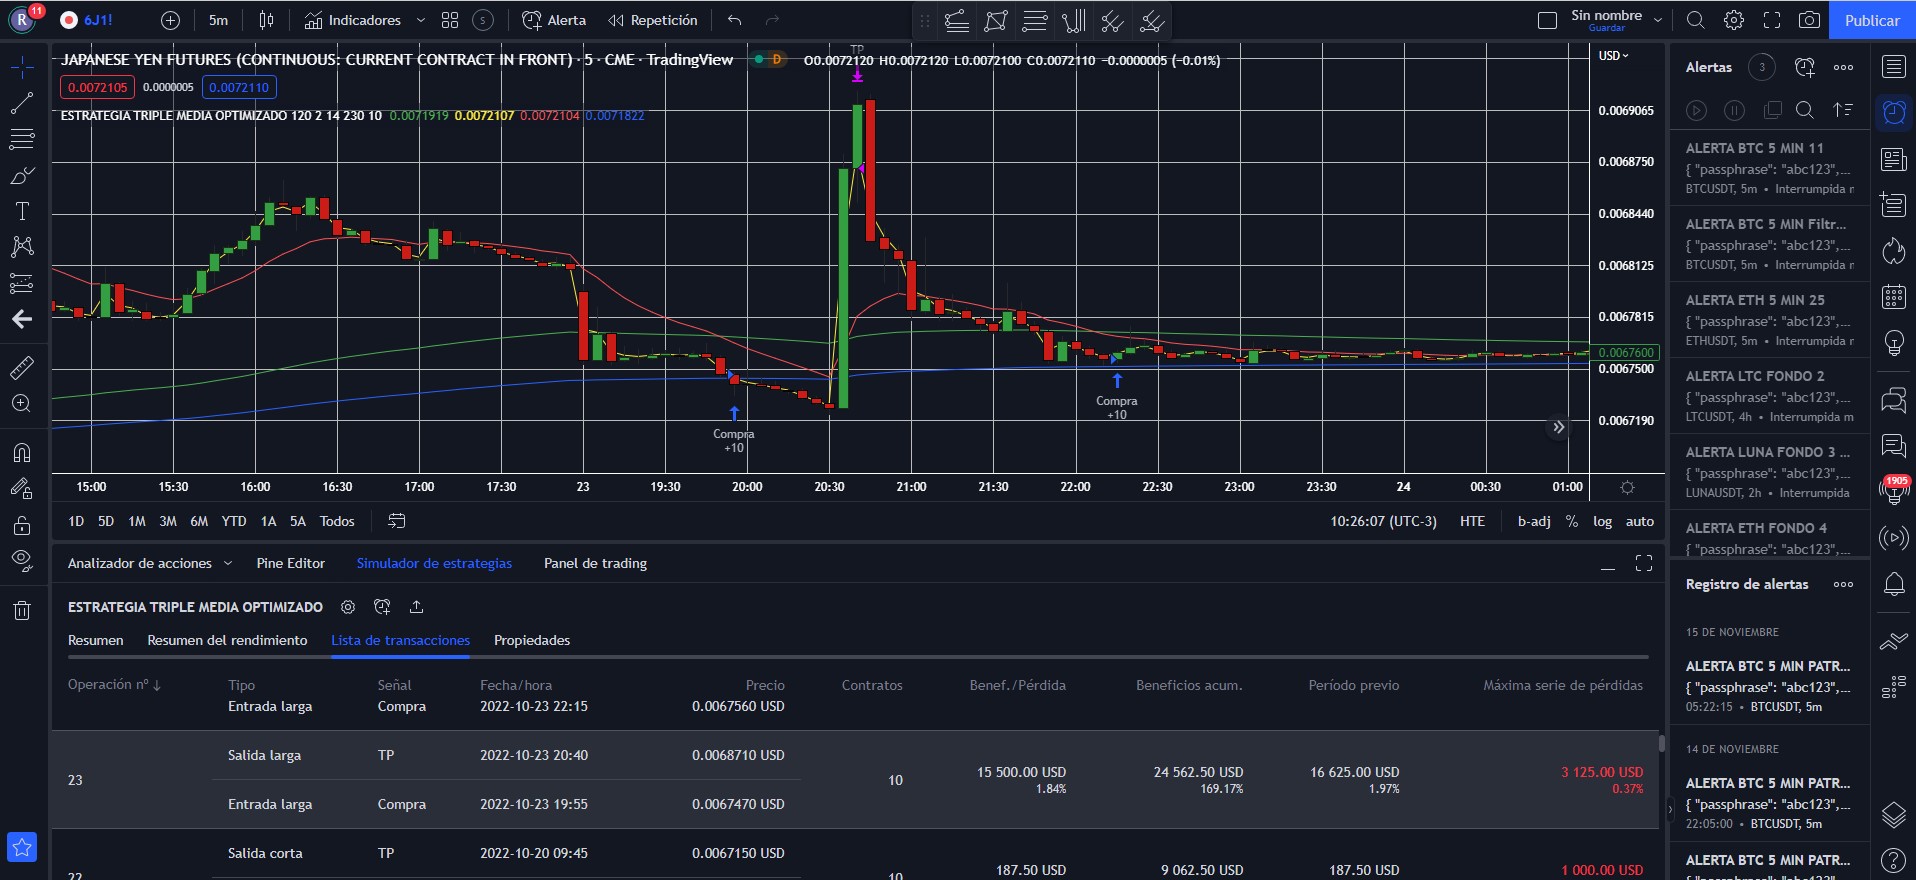 R
11
6J1!
5m
Indicadores
S
Alerta
Repetición
Sin nombre
Guardar
Publicar
JAPANESE YEN FUTURES (CONTINUOUS: CURRENT CONTRACT IN FRONT) · 5 · CME · TradingView
D
O0.0072120 H0.0072120 L0.0072100 C0.0072110 −0.0000005 (−0.01%)
0.0072105
0.0000005
0.0072110
ESTRATEGIA TRIPLE MEDIA OPTIMIZADO 120 2 14 230 10 0.0071919 0.0072107 0.0072104 0.0071822
TP
Compra
+10
Compra
+10
USD
0.0069065
0.0068750
0.0068440
0.0068125
0.0067815
0.0067600
0.0067500
0.0067190
15:00 15:30 16:00 16:30 17:00 17:30 23 19:30 20:00 20:30 21:00 21:30 22:00 22:30 23:00 23:30 24 00:30 01:00
1D 5D 1M 3M 6M YTD 1A 5A Todos
10:26:07 (UTC-3) HTE b-adj % log auto
Analizador de acciones Pine Editor Simulador de estrategias Panel de trading
ESTRATEGIA TRIPLE MEDIA OPTIMIZADO
Resumen Resumen del rendimiento Lista de transacciones Propiedades
Operación nº ↓ Tipo Señal Fecha/hora Precio Contratos Benef./Pérdida Beneficios acum. Período previo Máxima serie de pérdidas
Entrada larga Compra 2022-10-23 22:15 0.0067560 USD
Salida larga TP 2022-10-23 20:40 0.0068710 USD
23 10 15 500.00 USD 24 562.50 USD 16 625.00 USD 3 125.00 USD
1.84% 169.17% 1.97% 0.37%
Entrada larga Compra 2022-10-23 19:55 0.0067470 USD
Salida corta TP 2022-10-20 09:45 0.0067150 USD
22 10 187.50 USD 9 062.50 USD 187.50 USD 1 000.00 USD
Alertas 3
ALERTA BTC 5 MIN 11
{ "passphrase": "abc123",...
BTCUSDT, 5m • Interrumpida m
ALERTA BTC 5 MIN Filtr...
{ "passphrase": "abc123",...
BTCUSDT, 5m • Interrumpida m
ALERTA ETH 5 MIN 25
{ "passphrase": "abc123",...
ETHUSDT, 5m • Interrumpida m
ALERTA LTC FONDO 2
{ "passphrase": "abc123",...
LTCUSDT, 4h • Interrumpida m
ALERTA LUNA FONDO 3 ...
{ "passphrase": "abc123",...
LUNAUSDT, 2h • Interrumpida
ALERTA ETH FONDO 4
{ "passphrase": "abc123",...
Registro de alertas
15 DE NOVIEMBRE
ALERTA BTC 5 MIN PATR...
{ "passphrase": "abc123",...
05:22:15 • BTCUSDT, 5m
14 DE NOVIEMBRE
ALERTA BTC 5 MIN PATR...
{ "passphrase": "abc123",...
22:05:00 • BTCUSDT, 5m
ALERTA BTC 5 MIN PATR...
1905